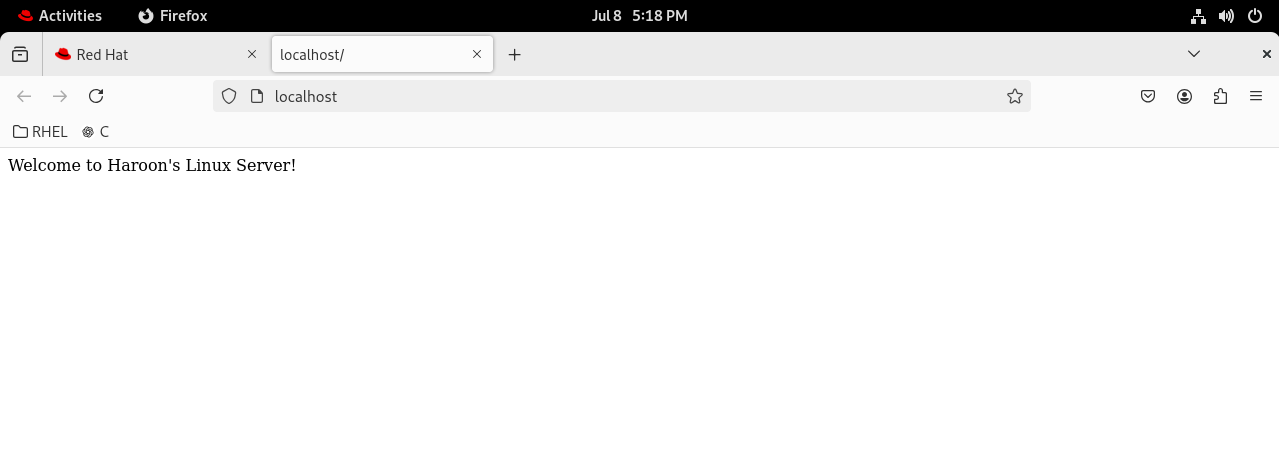 Activities Firefox Jul 8 5:18 PM
Red Hat localhost/
localhost
RHEL C
Welcome to Haroon's Linux Server!